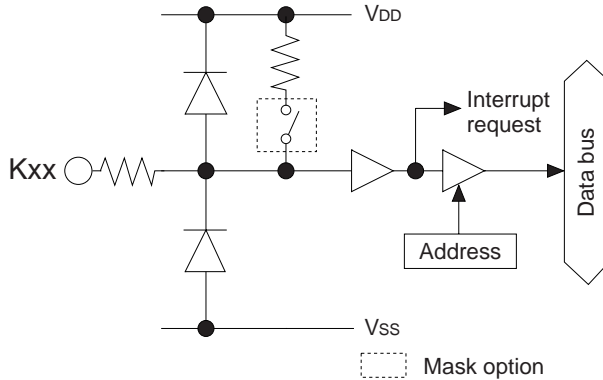 VDD
Interrupt
request
Kxx
Data bus
Address
VSS
Mask option